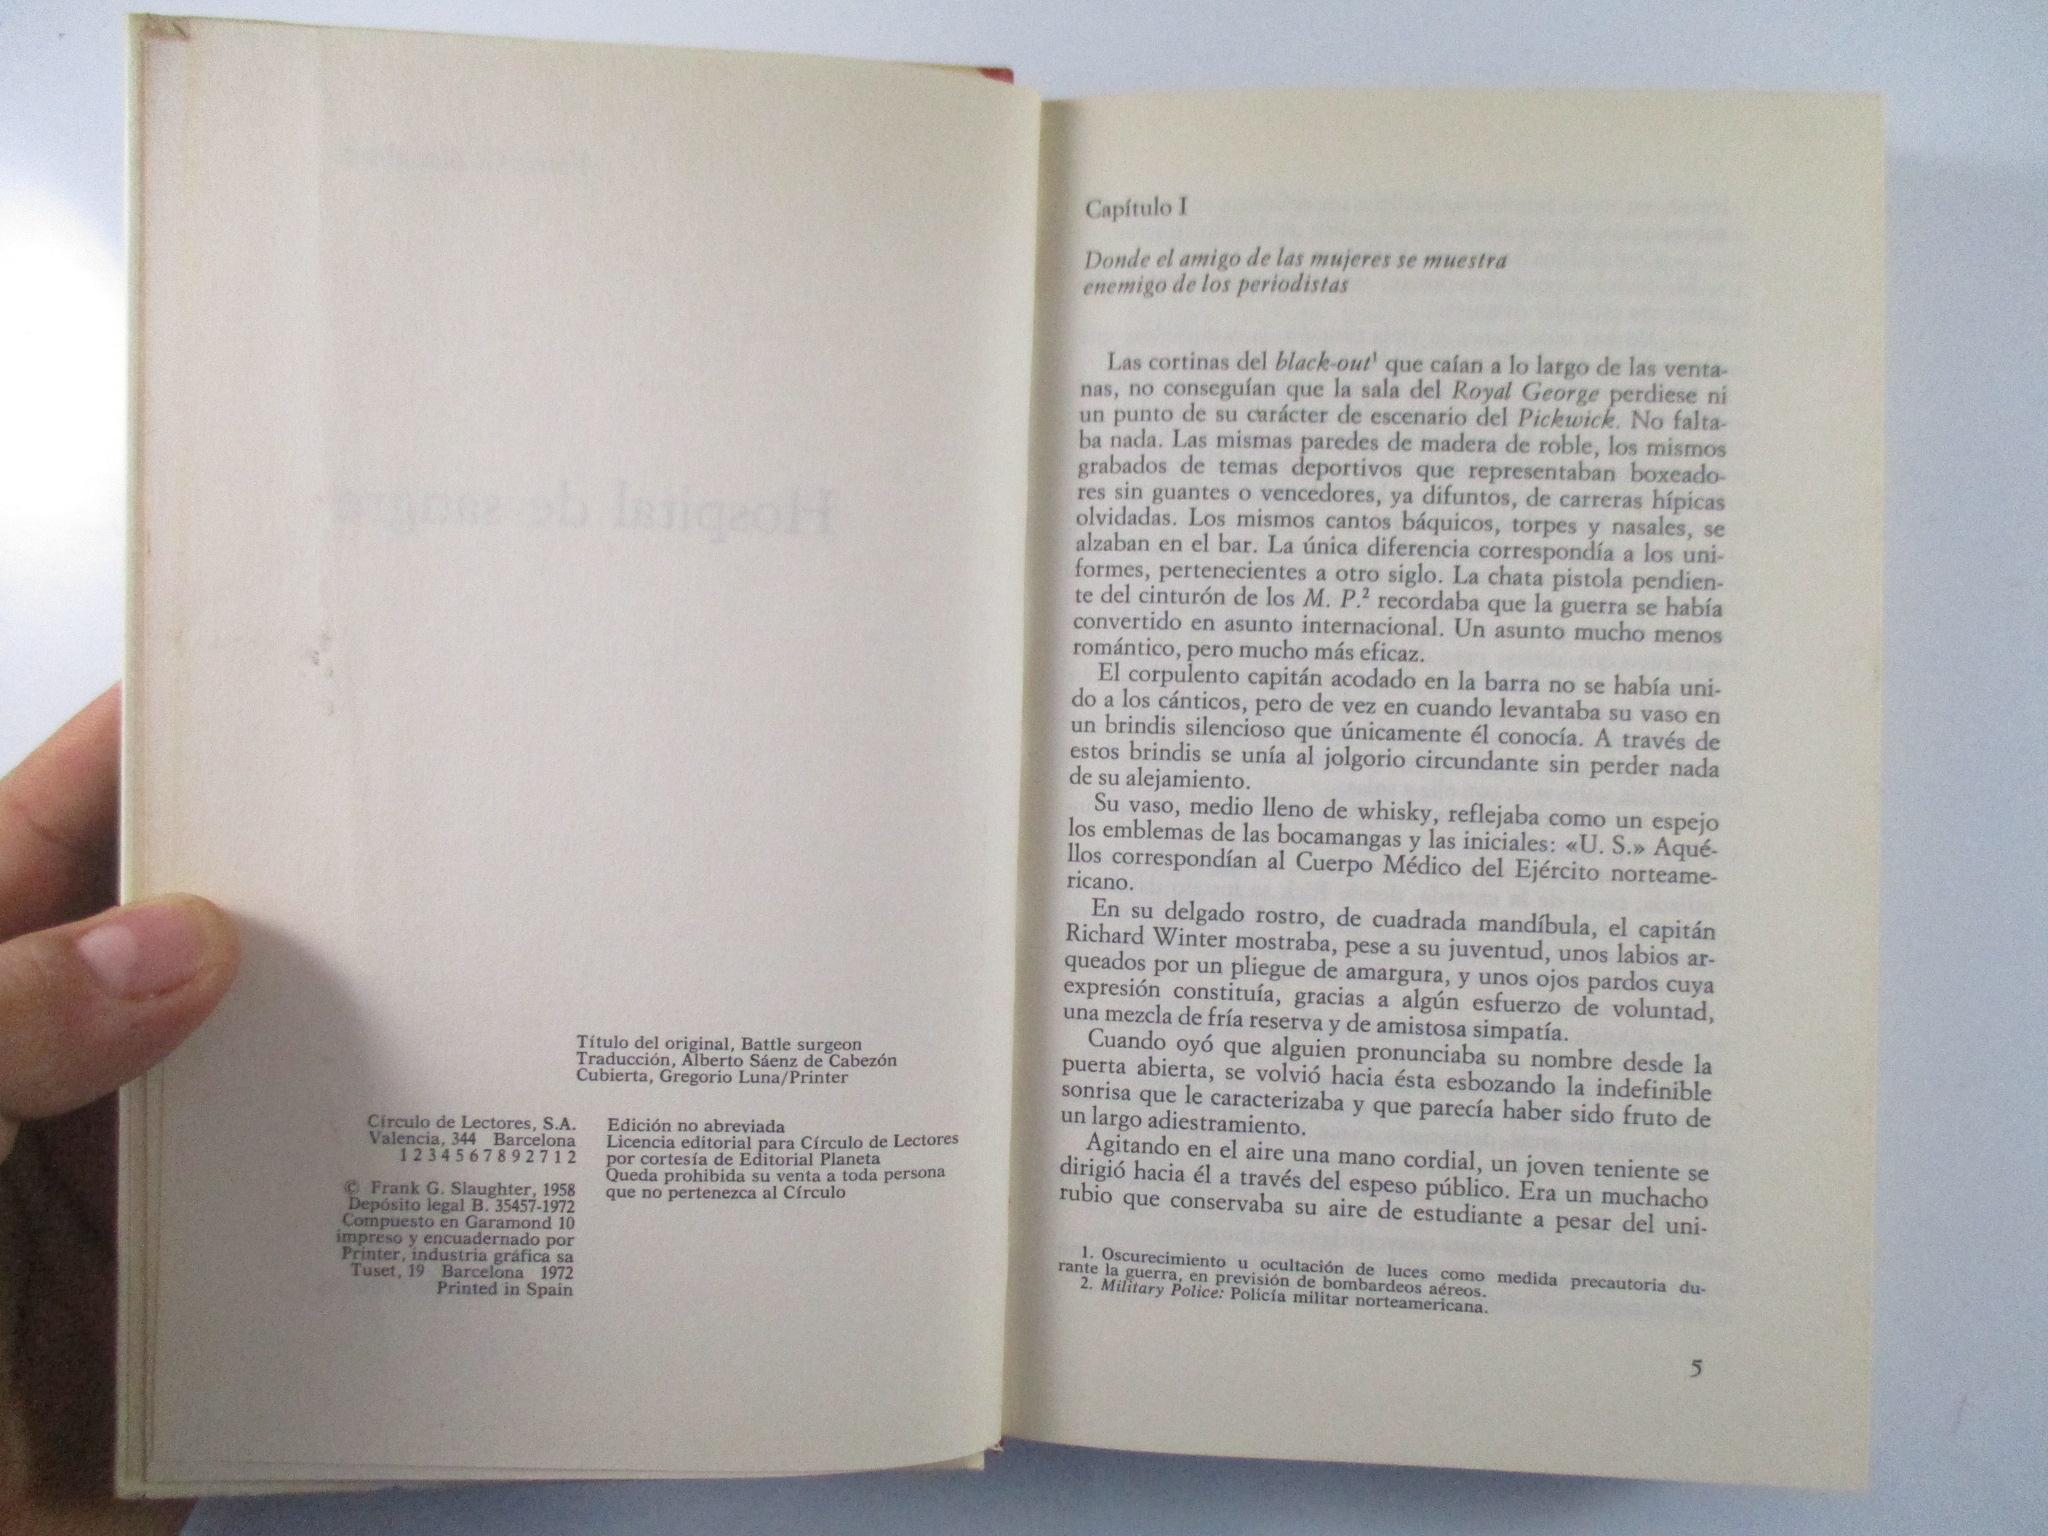 Título del original, Battle surgeon
Traducción, Alberto Sáenz de Cabezón
Cubierta, Gregorio Luna/Printer
Círculo de Lectores, S.A.
Valencia, 344 Barcelona
1 2 3 4 5 6 7 8 9 2 7 1 2
© Frank G. Slaughter, 1958
Depósito legal B. 35457-1972
Compuesto en Garamond 10
impreso y encuadernado por
Printer, industria gráfica sa
Tuset, 19 Barcelona 1972
Printed in Spain
Edición no abreviada
Licencia editorial para Círculo de Lectores
por cortesía de Editorial Planeta
Queda prohibida su venta a toda persona
que no pertenezca al Círculo
Capítulo I
Donde el amigo de las mujeres se muestra
enemigo de los periodistas
Las cortinas del black-out¹ que caían a lo largo de las venta-
nas, no conseguían que la sala del Royal George perdiese ni
un punto de su carácter de escenario del Pickwick. No falta-
ba nada. Las mismas paredes de madera de roble, los mismos
grabados de temas deportivos que representaban boxeado-
res sin guantes o vencedores, ya difuntos, de carreras hípicas
olvidadas. Los mismos cantos báquicos, torpes y nasales, se
alzaban en el bar. La única diferencia correspondía a los uni-
formes, pertenecientes a otro siglo. La chata pistola pendien-
te del cinturón de los M. P.² recordaba que la guerra se había
convertido en asunto internacional. Un asunto mucho menos
romántico, pero mucho más eficaz.
El corpulento capitán acodado en la barra no se había uni-
do a los cánticos, pero de vez en cuando levantaba su vaso en
un brindis silencioso que únicamente él conocía. A través de
estos brindis se unía al jolgorio circundante sin perder nada
de su alejamiento.
Su vaso, medio lleno de whisky, reflejaba como un espejo
los emblemas de las bocamangas y las iniciales: «U. S.» Aqué-
llos correspondían al Cuerpo Médico del Ejército norteame-
ricano.
En su delgado rostro, de cuadrada mandíbula, el capitán
Richard Winter mostraba, pese a su juventud, unos labios ar-
queados por un pliegue de amargura, y unos ojos pardos cuya
expresión constituía, gracias a algún esfuerzo de voluntad,
una mezcla de fría reserva y de amistosa simpatía.
Cuando oyó que alguien pronunciaba su nombre desde la
puerta abierta, se volvió hacia ésta esbozando la indefinible
sonrisa que le caracterizaba y que parecía haber sido fruto de
un largo adiestramiento.
Agitando en el aire una mano cordial, un joven teniente se
dirigió hacia él a través del espeso público. Era un muchacho
rubio que conservaba su aire de estudiante a pesar del uni-
1. Oscurecimiento u ocultación de luces como medida precautoria du-
rante la guerra, en previsión de bombardeos aéreos.
2. Military Police: Policía militar norteamericana.
5